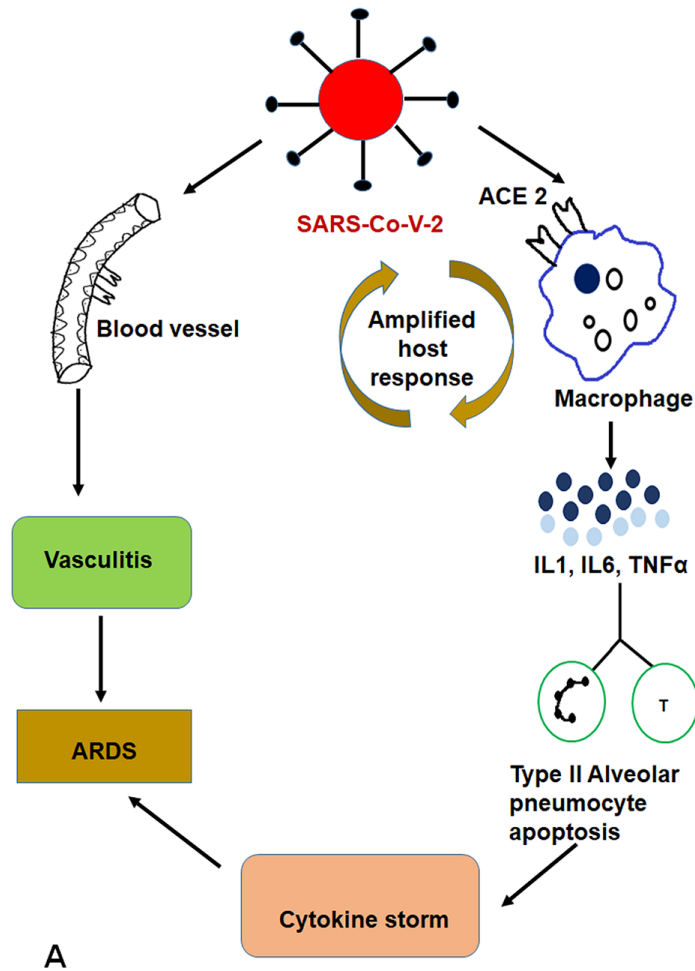 SARS-Co-V-2
ACE 2
Blood vessel
Amplified
host
response
Macrophage
IL1, IL6, TNFα
Vasculitis
T
ARDS
Type II Alveolar
pneumocyte
apoptosis
Cytokine storm
A